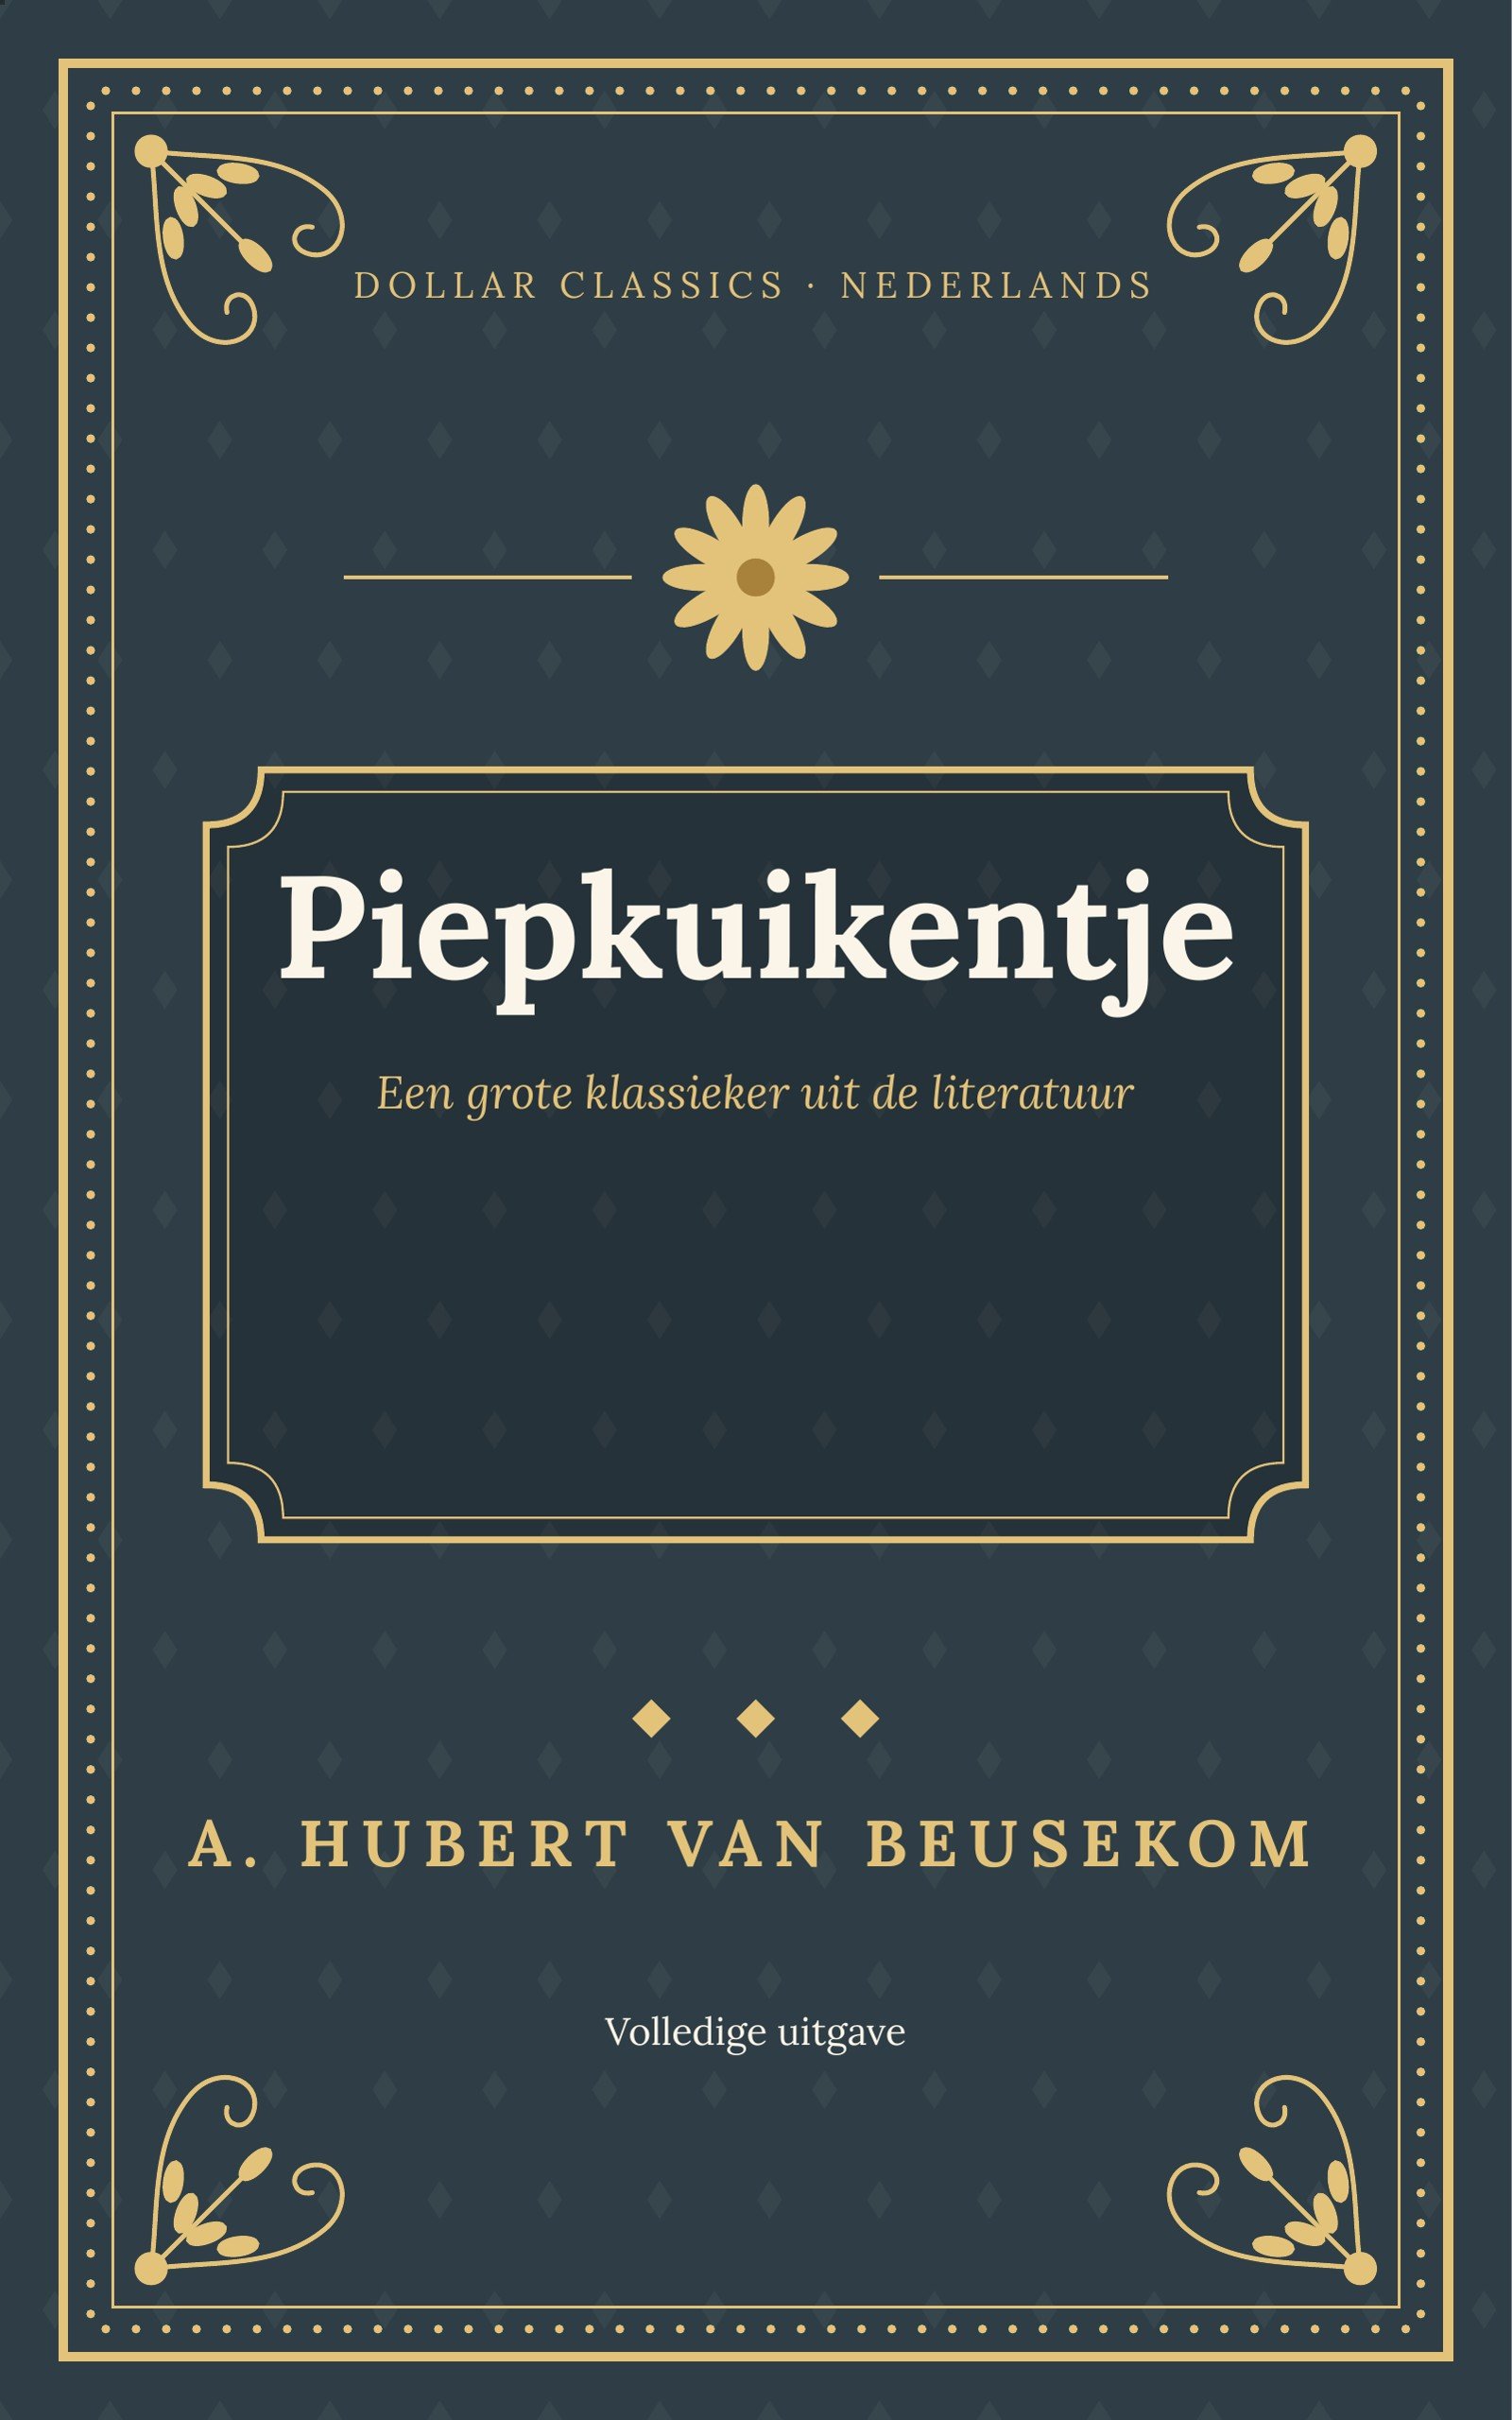 DOLLAR CLASSICS · NEDERLANDS
Piepkuikentje
Een grote klassieker uit de literatuur
A. HUBERT VAN BEUSEKOM
Volledige uitgave